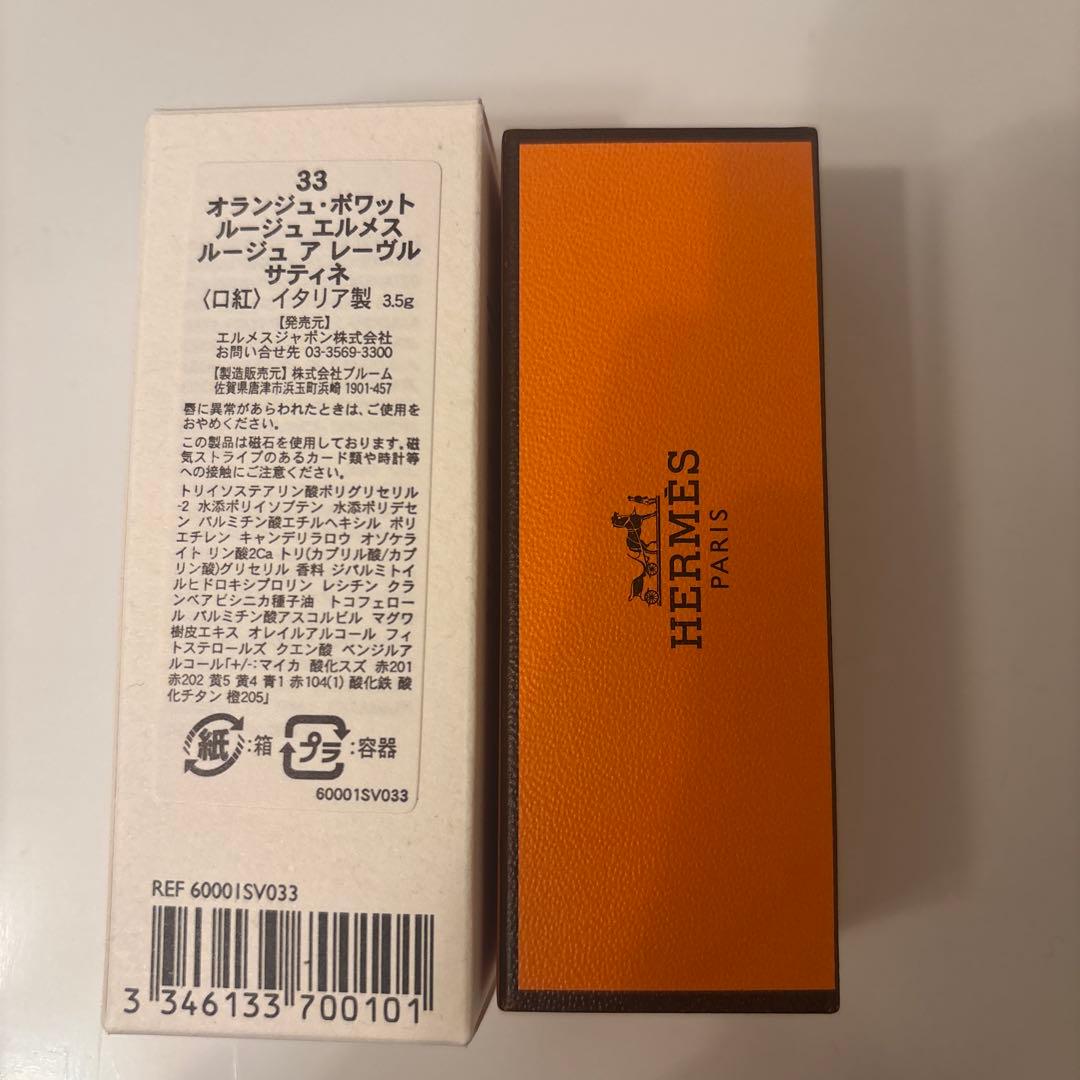 33
オランジュ・ボワット
ルージュ エルメス
ルージュ ア レーヴル
サティネ
〈口紅〉イタリア製 3.5g
【発売元】
エルメスジャポン株式会社
お問い合せ先 03-3569-3300
【製造販売元】株式会社ブルーム
佐賀県唐津市浜玉町浜崎 1901-457
唇に異常があらわれたときは、ご使用を
おやめください。
この製品は磁石を使用しております。磁
気ストライプのあるカード類や時計等
への接触にご注意ください。
トリイソステアリン酸ポリグリセリル
-2 水添ポリイソブテン 水添ポリデセ
ン パルミチン酸エチルヘキシル ポリ
エチレン キャンデリラロウ オゾケラ
イト リン酸2Ca トリ(カプリル酸/カプ
リン酸)グリセリル 香料 ジパルミトイ
ルヒドロキシプロリン レシチン クラ
ンベアビシニカ種子油 トコフェロー
ル パルミチン酸アスコルビル マグワ
樹皮エキス オレイルアルコール フィ
トステロールズ クエン酸 ベンジルア
ルコール「+/-:マイカ 酸化スズ 赤201
赤202 黄5 黄4 青1 赤104(1) 酸化鉄 酸
化チタン 橙205」
紙:箱 プラ:容器
60001SV033
REF 60001SV033
3 346133 700101
HERMÈS
PARIS